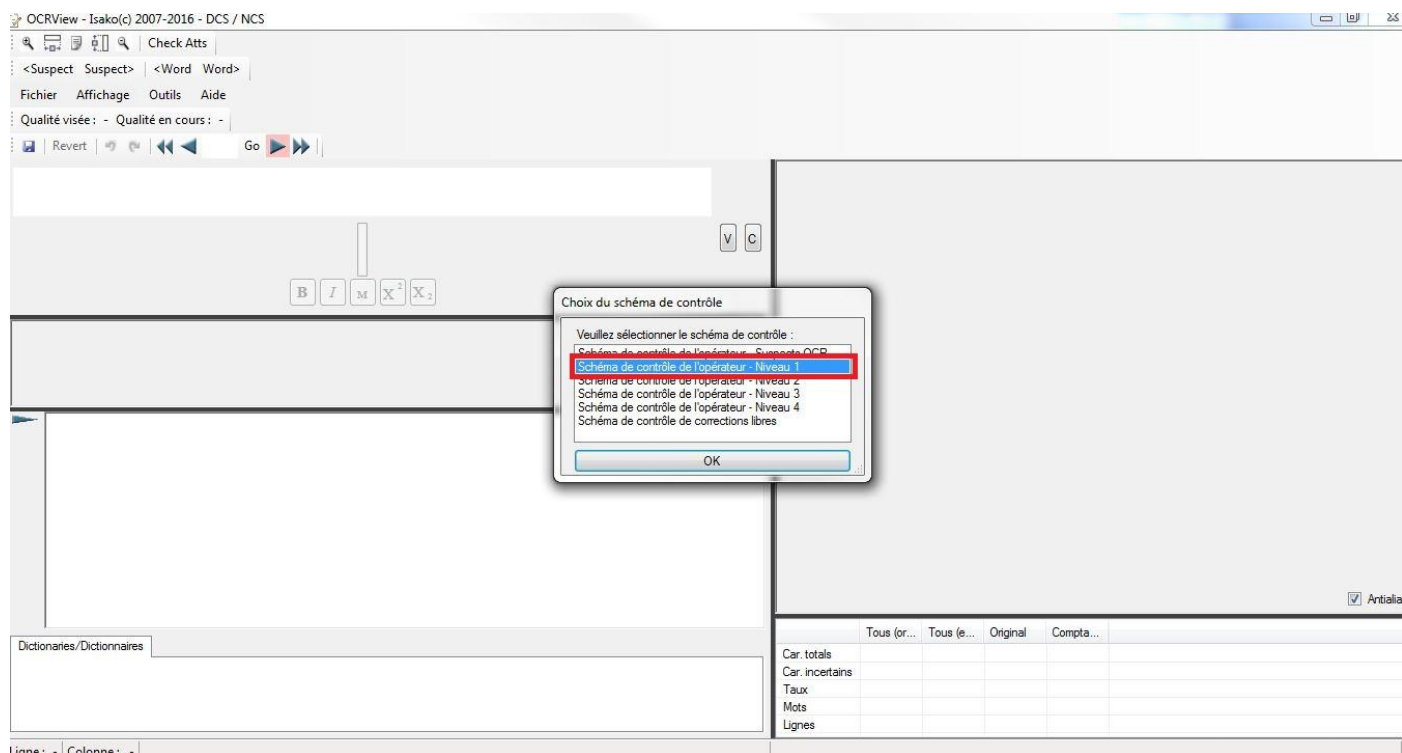 OCRView - Isako(c) 2007-2016 - DCS / NCS
Check Atts
<Suspect Suspect> <Word Word>
Fichier Affichage Outils Aide
Qualité visée : - Qualité en cours : -
Revert Go
V C
B I M X² X₂
Choix du schéma de contrôle
Veuillez sélectionner le schéma de contrôle :
Schéma de contrôle de l'opérateur - Suspects OCR
Schéma de contrôle de l'opérateur - Niveau 1
Schéma de contrôle de l'opérateur - Niveau 2
Schéma de contrôle de l'opérateur - Niveau 3
Schéma de contrôle de l'opérateur - Niveau 4
Schéma de contrôle de corrections libres
OK
Antialia
Dictionaries/Dictionnaires
Tous (or... Tous (e... Original Compta...
Car. totals
Car. incertains
Taux
Mots
Lignes
Ligne : - Colonne : -